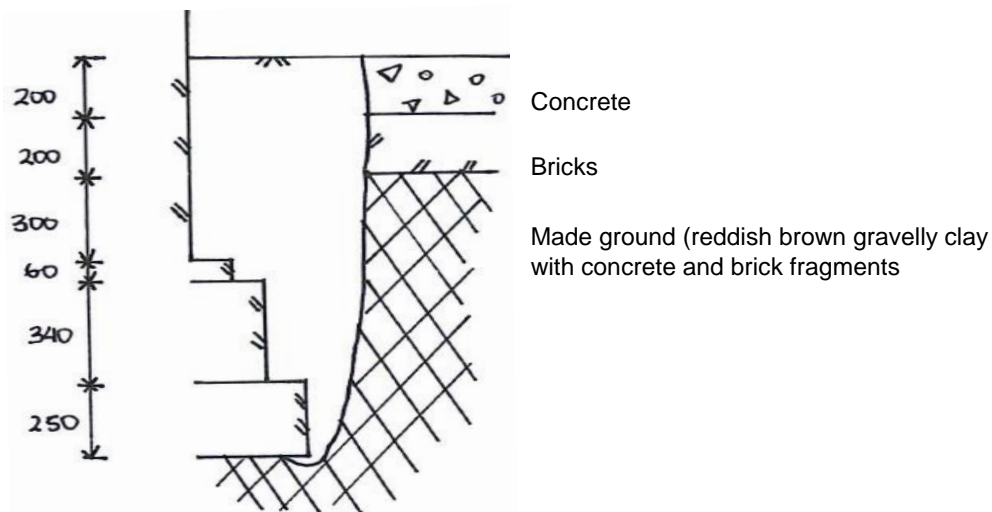 200
200
300
60
340
250
Concrete
Bricks
Made ground (reddish brown gravelly clay
with concrete and brick fragments